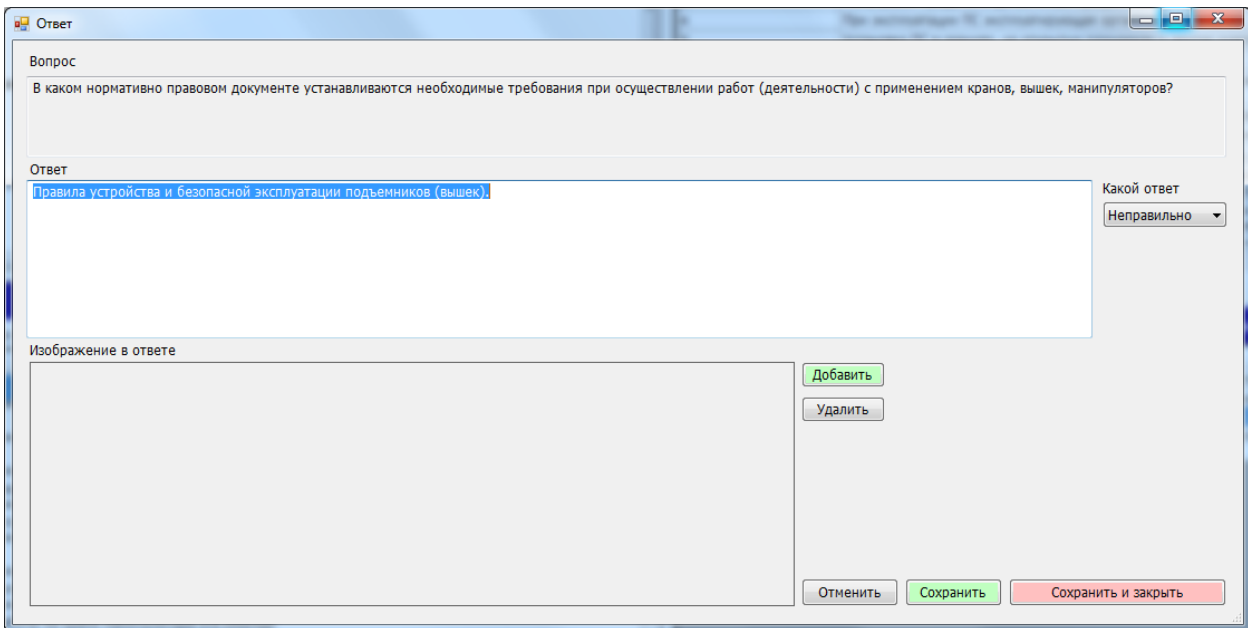 Ответ
Вопрос
В каком нормативно правовом документе устанавливаются необходимые требования при осуществлении работ (деятельности) с применением кранов, вышек, манипуляторов?
Ответ
Правила устройства и безопасной эксплуатации подъемников (вышек).
Какой ответ
Неправильно
Изображение в ответе
Добавить
Удалить
Отменить Сохранить Сохранить и закрыть